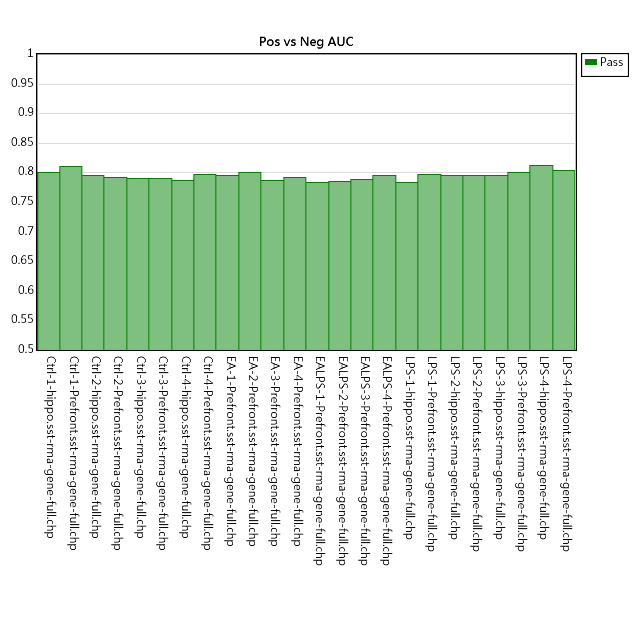 Pos vs Neg AUC
1
0.95
0.9
0.85
0.8
0.75
0.7
0.65
0.6
0.55
0.5
Pass
Ctrl-1-hippo.sst-rma-gene-full.chp
Ctrl-1-Prefront.sst-rma-gene-full.chp
Ctrl-2-hippo.sst-rma-gene-full.chp
Ctrl-2-Prefront.sst-rma-gene-full.chp
Ctrl-3-hippo.sst-rma-gene-full.chp
Ctrl-3-Prefront.sst-rma-gene-full.chp
Ctrl-4-hippo.sst-rma-gene-full.chp
Ctrl-4-Prefront.sst-rma-gene-full.chp
EA-1-Prefront.sst-rma-gene-full.chp
EA-2-Prefront.sst-rma-gene-full.chp
EA-3-Prefront.sst-rma-gene-full.chp
EA-4-Prefront.sst-rma-gene-full.chp
EALPS-1-Prefront.sst-rma-gene-full.chp
EALPS-2-Prefront.sst-rma-gene-full.chp
EALPS-3-Prefront.sst-rma-gene-full.chp
EALPS-4-Prefront.sst-rma-gene-full.chp
LPS-1-hippo.sst-rma-gene-full.chp
LPS-1-Prefront.sst-rma-gene-full.chp
LPS-2-hippo.sst-rma-gene-full.chp
LPS-2-Prefront.sst-rma-gene-full.chp
LPS-3-hippo.sst-rma-gene-full.chp
LPS-3-Prefront.sst-rma-gene-full.chp
LPS-4-hippo.sst-rma-gene-full.chp
LPS-4-Prefront.sst-rma-gene-full.chp